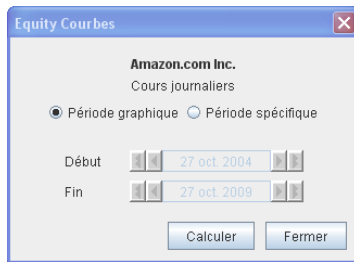 Equity Courbes
Amazon.com Inc.
Cours journaliers
Période graphique Période spécifique
Début 27 oct. 2004
Fin 27 oct. 2009
Calculer Fermer